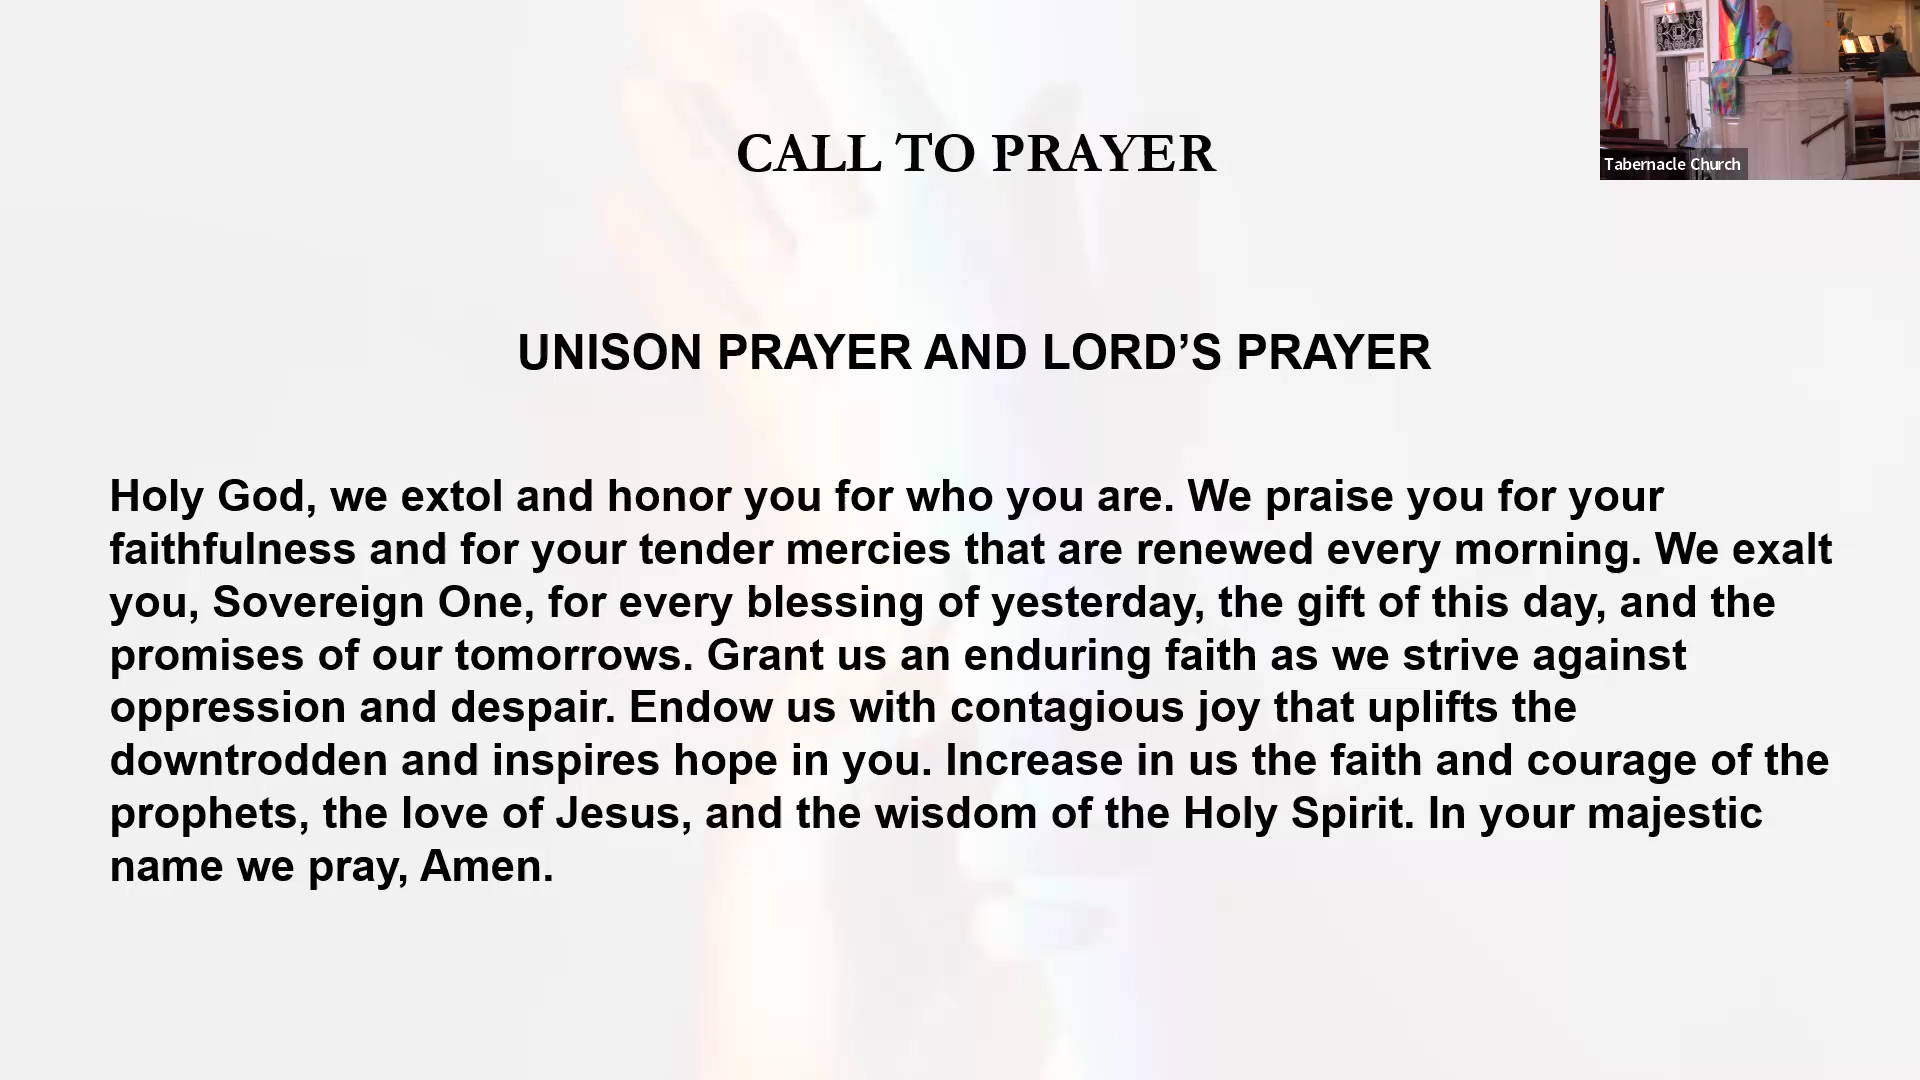 CALL TO PRAYER
Tabernacle Church
UNISON PRAYER AND LORD’S PRAYER
Holy God, we extol and honor you for who you are. We praise you for your
faithfulness and for your tender mercies that are renewed every morning. We exalt
you, Sovereign One, for every blessing of yesterday, the gift of this day, and the
promises of our tomorrows. Grant us an enduring faith as we strive against
oppression and despair. Endow us with contagious joy that uplifts the
downtrodden and inspires hope in you. Increase in us the faith and courage of the
prophets, the love of Jesus, and the wisdom of the Holy Spirit. In your majestic
name we pray, Amen.